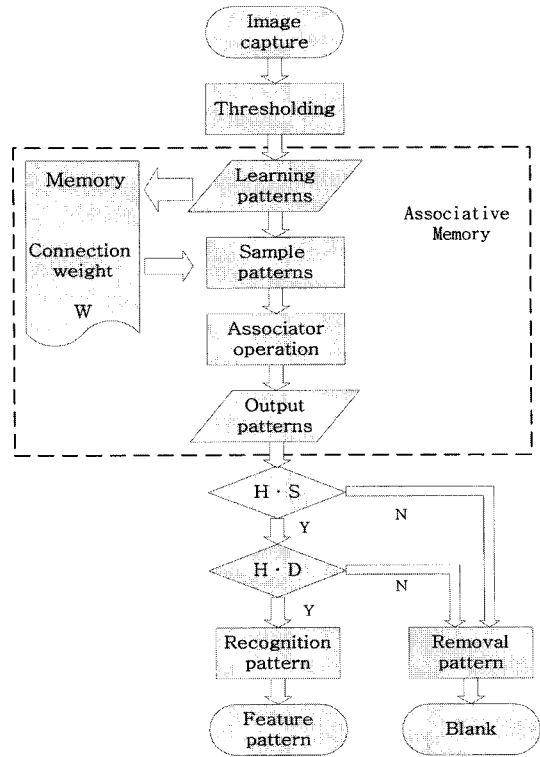 Image
capture
Thresholding
Learning
patterns
Memory
Associative
Memory
Connection
weight
W
Sample
patterns
Associator
operation
Output
patterns
H · S
N
Y
H · D
N
Y
Recognition
pattern
Removal
pattern
Feature
pattern
Blank